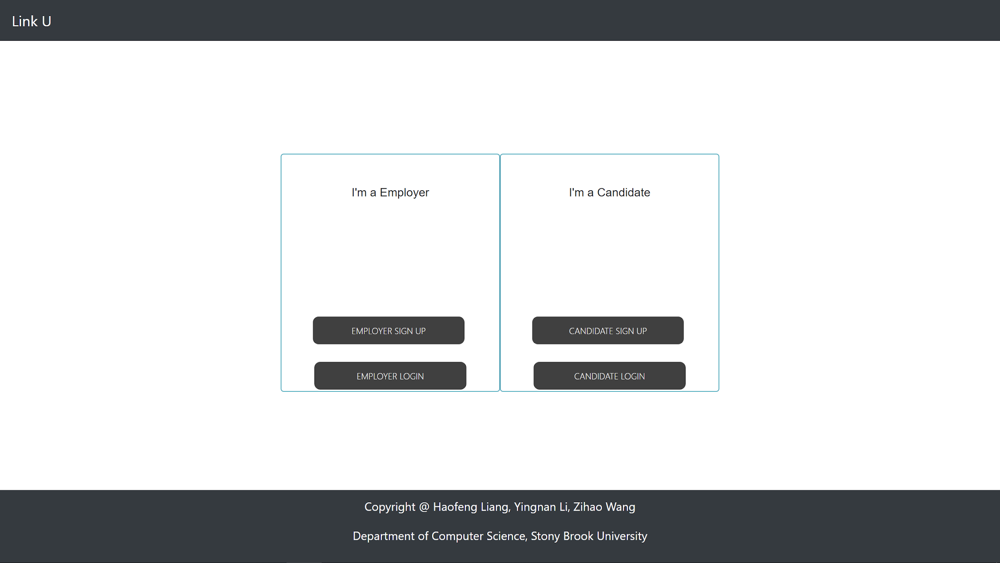 Link U
I'm a Employer
EMPLOYER SIGN UP
EMPLOYER LOGIN
I'm a Candidate
CANDIDATE SIGN UP
CANDIDATE LOGIN
Copyright @ Haofeng Liang, Yingnan Li, Zihao Wang
Department of Computer Science, Stony Brook University